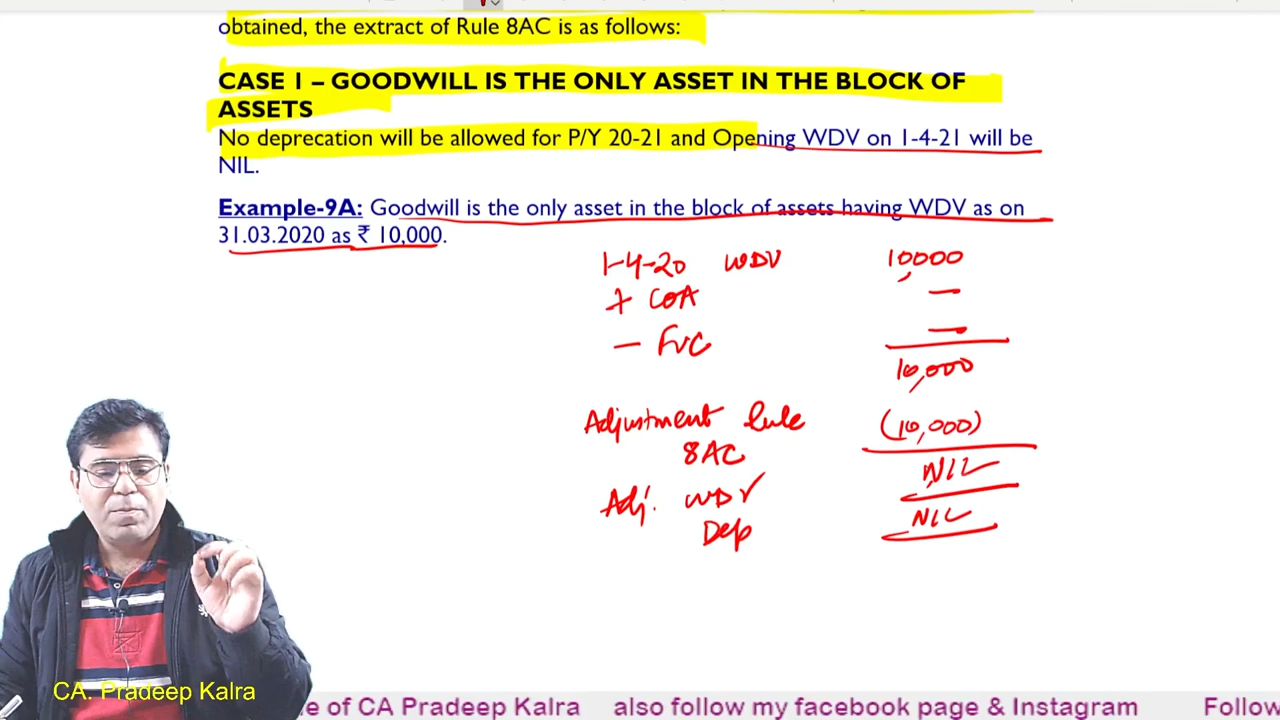 obtained, the extract of Rule 8AC is as follows:
CASE 1 – GOODWILL IS THE ONLY ASSET IN THE BLOCK OF
ASSETS
No deprecation will be allowed for P/Y 20-21 and Opening WDV on 1-4-21 will be
NIL.
Example-9A: Goodwill is the only asset in the block of assets having WDV as on
31.03.2020 as ₹ 10,000.
1-4-20 WDV 10000
+ COA —
— FVC —
10,000
Adjustment Rule (10,000)
8AC
NIL
Adj. WDV
Dep NIL
CA. Pradeep Kalra
e of CA Pradeep Kalra also follow my facebook page & Instagram Follow